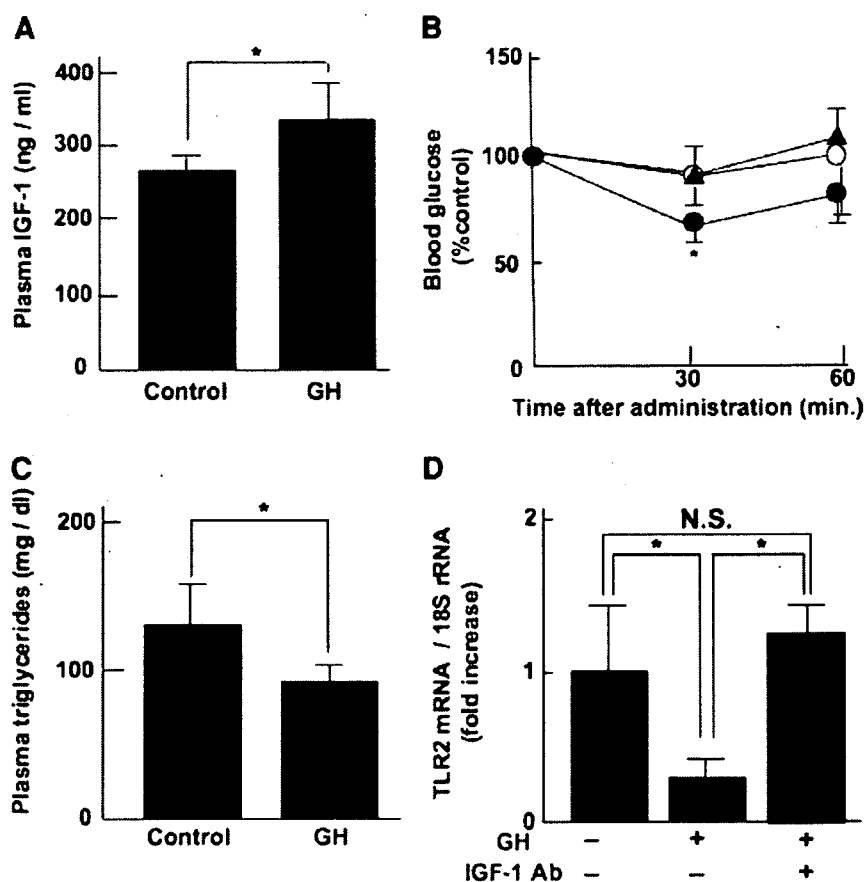 A
Plasma IGF-1 (ng / ml)
400
300
200
100
0
*
Control
GH
B
Blood glucose
(%control)
150
100
50
0
*
30
60
Time after administration (min.)
C
Plasma triglycerides (mg / dl)
200
100
0
*
Control
GH
D
TLR2 mRNA / 18S rRNA
(fold increase)
2
1
0
N.S.
* *
GH − + +
IGF-1 Ab − − +